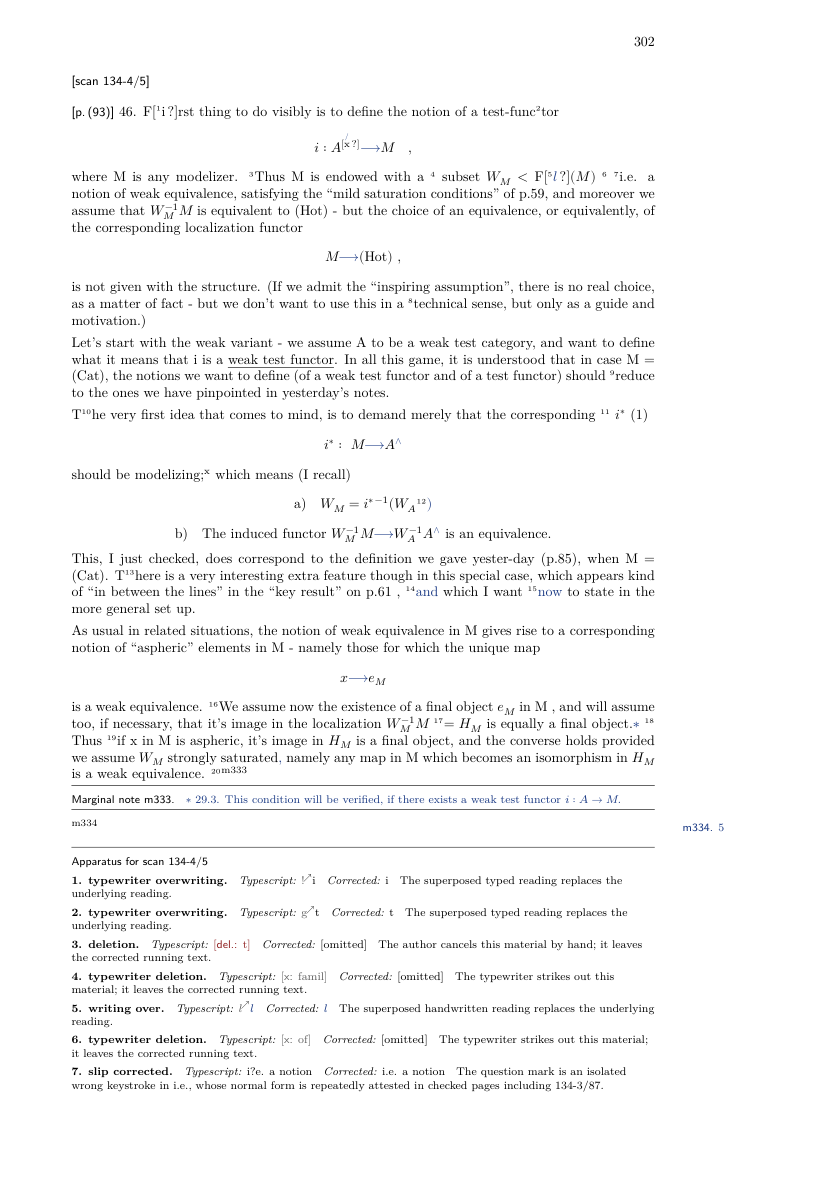 302
[scan 134-4/5]
[p. (93)] 46. F[¹i ?]rst thing to do visibly is to define the notion of a test-func²tor
i : A[x ?]⟶M ,
where M is any modelizer. ³Thus M is endowed with a ⁴ subset W_M < F[⁵l ?](M) ⁶ ⁷i.e. a
notion of weak equivalence, satisfying the “mild saturation conditions” of p.59, and moreover we
assume that W_M^{-1}M is equivalent to (Hot) - but the choice of an equivalence, or equivalently, of
the corresponding localization functor
M⟶(Hot) ,
is not given with the structure. (If we admit the “inspiring assumption”, there is no real choice,
as a matter of fact - but we don’t want to use this in a ⁸technical sense, but only as a guide and
motivation.)
Let’s start with the weak variant - we assume A to be a weak test category, and want to define
what it means that i is a weak test functor. In all this game, it is understood that in case M =
(Cat), the notions we want to define (of a weak test functor and of a test functor) should ⁹reduce
to the ones we have pinpointed in yesterday’s notes.
T¹⁰he very first idea that comes to mind, is to demand merely that the corresponding ¹¹ i* (1)
i* : M⟶A^
should be modelizing;ˣ which means (I recall)
a) W_M = i*⁻¹(W_A¹²)
b) The induced functor W_M^{-1}M⟶W_A^{-1}A^ is an equivalence.
This, I just checked, does correspond to the definition we gave yester-day (p.85), when M =
(Cat). T¹³here is a very interesting extra feature though in this special case, which appears kind
of “in between the lines” in the “key result” on p.61 , ¹⁴and which I want ¹⁵now to state in the
more general set up.
As usual in related situations, the notion of weak equivalence in M gives rise to a corresponding
notion of “aspheric” elements in M - namely those for which the unique map
x⟶e_M
is a weak equivalence. ¹⁶We assume now the existence of a final object e_M in M , and will assume
too, if necessary, that it’s image in the localization W_M^{-1}M ¹⁷= H_M is equally a final object.* ¹⁸
Thus ¹⁹if x in M is aspheric, it’s image in H_M is a final object, and the converse holds provided
we assume W_M strongly saturated, namely any map in M which becomes an isomorphism in H_M
is a weak equivalence. ²⁰ᵐ³³³
Marginal note m333. * 29.3. This condition will be verified, if there exists a weak test functor i : A → M.
m334
m334. 5
Apparatus for scan 134-4/5
1. typewriter overwriting. Typescript: !↗i Corrected: i The superposed typed reading replaces the
underlying reading.
2. typewriter overwriting. Typescript: g↗t Corrected: t The superposed typed reading replaces the
underlying reading.
3. deletion. Typescript: [del.: t] Corrected: [omitted] The author cancels this material by hand; it leaves
the corrected running text.
4. typewriter deletion. Typescript: [x: famil] Corrected: [omitted] The typewriter strikes out this
material; it leaves the corrected running text.
5. writing over. Typescript: l↗l Corrected: l The superposed handwritten reading replaces the underlying
reading.
6. typewriter deletion. Typescript: [x: of] Corrected: [omitted] The typewriter strikes out this material;
it leaves the corrected running text.
7. slip corrected. Typescript: i?e. a notion Corrected: i.e. a notion The question mark is an isolated
wrong keystroke in i.e., whose normal form is repeatedly attested in checked pages including 134-3/87.